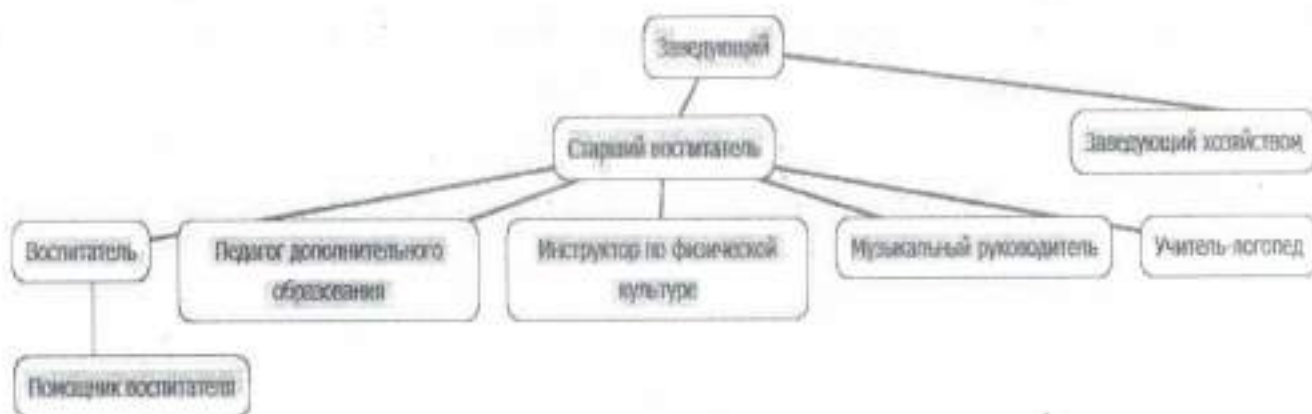 Заведующий
Старший воспитатель
Заведующий хозяйством
Воспитатель
Педагог дополнительного
образования
Инструктор по физической
культуре
Музыкальный руководитель
Учитель-логопед
Помощник воспитателя